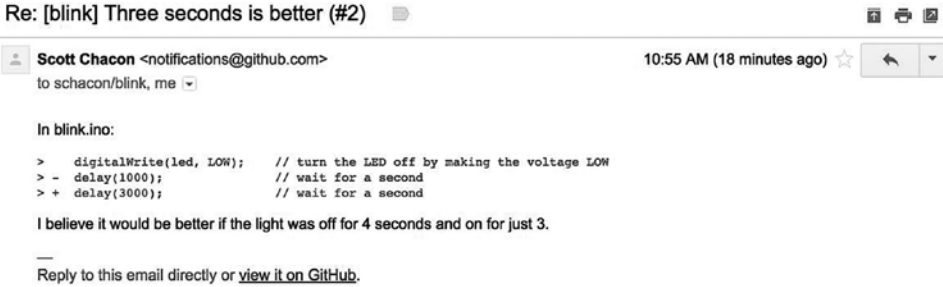 Re: [blink] Three seconds is better (#2)
Scott Chacon <notifications@github.com> 10:55 AM (18 minutes ago)
to schacon/blink, me
In blink.ino:
>    digitalWrite(led, LOW);    // turn the LED off by making the voltage LOW
> -  delay(1000);               // wait for a second
> +  delay(3000);               // wait for a second
I believe it would be better if the light was off for 4 seconds and on for just 3.
—
Reply to this email directly or view it on GitHub.